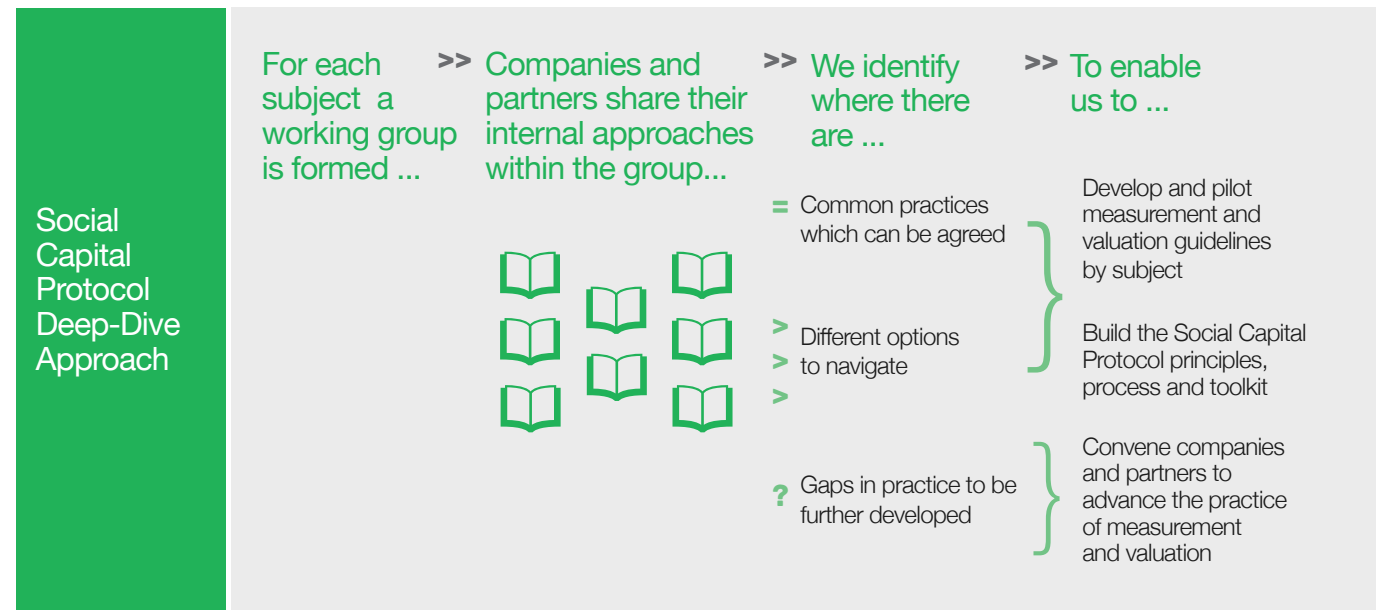 Social
Capital
Protocol
Deep-Dive
Approach
For each
subject a
working group
is formed ...
>>
Companies and
partners share their
internal approaches
within the group...
>>
We identify
where there
are ...
>>
To enable
us to ...
= Common practices
which can be agreed
>
> Different options
to navigate
>
? Gaps in practice to be
further developed
Develop and pilot
measurement and
valuation guidelines
by subject
Build the Social Capital
Protocol principles,
process and toolkit
Convene companies
and partners to
advance the practice
of measurement
and valuation